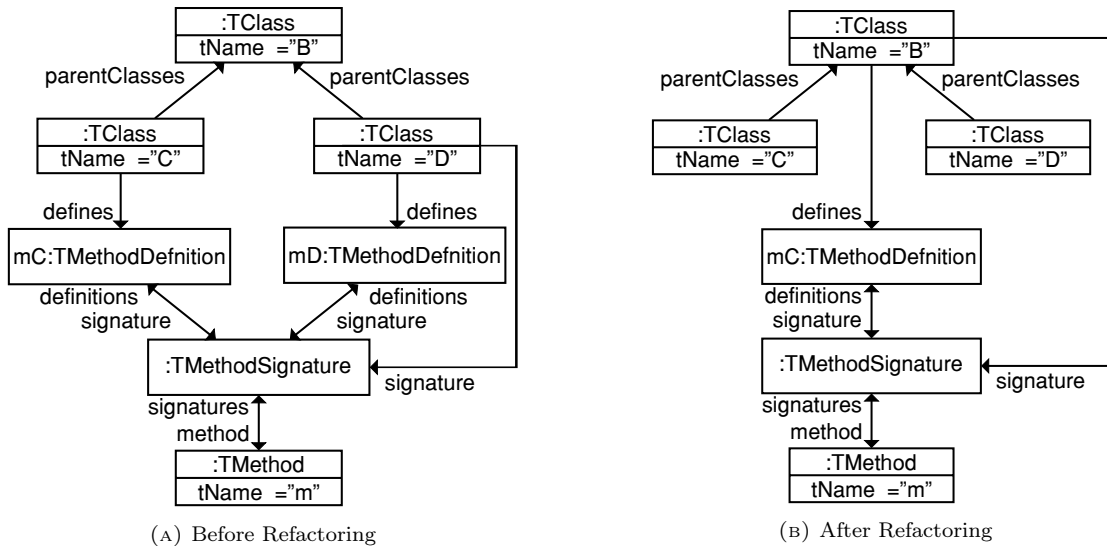 :TClass
tName ="B"
parentClasses
parentClasses
:TClass
tName ="C"
:TClass
tName ="D"
defines
defines
mC:TMethodDefnition
mD:TMethodDefnition
definitions
signature
definitions
signature
:TMethodSignature
signature
signatures
method
:TMethod
tName ="m"
(A) Before Refactoring
:TClass
tName ="B"
parentClasses
parentClasses
:TClass
tName ="C"
:TClass
tName ="D"
defines
mC:TMethodDefnition
definitions
signature
:TMethodSignature
signature
signatures
method
:TMethod
tName ="m"
(B) After Refactoring